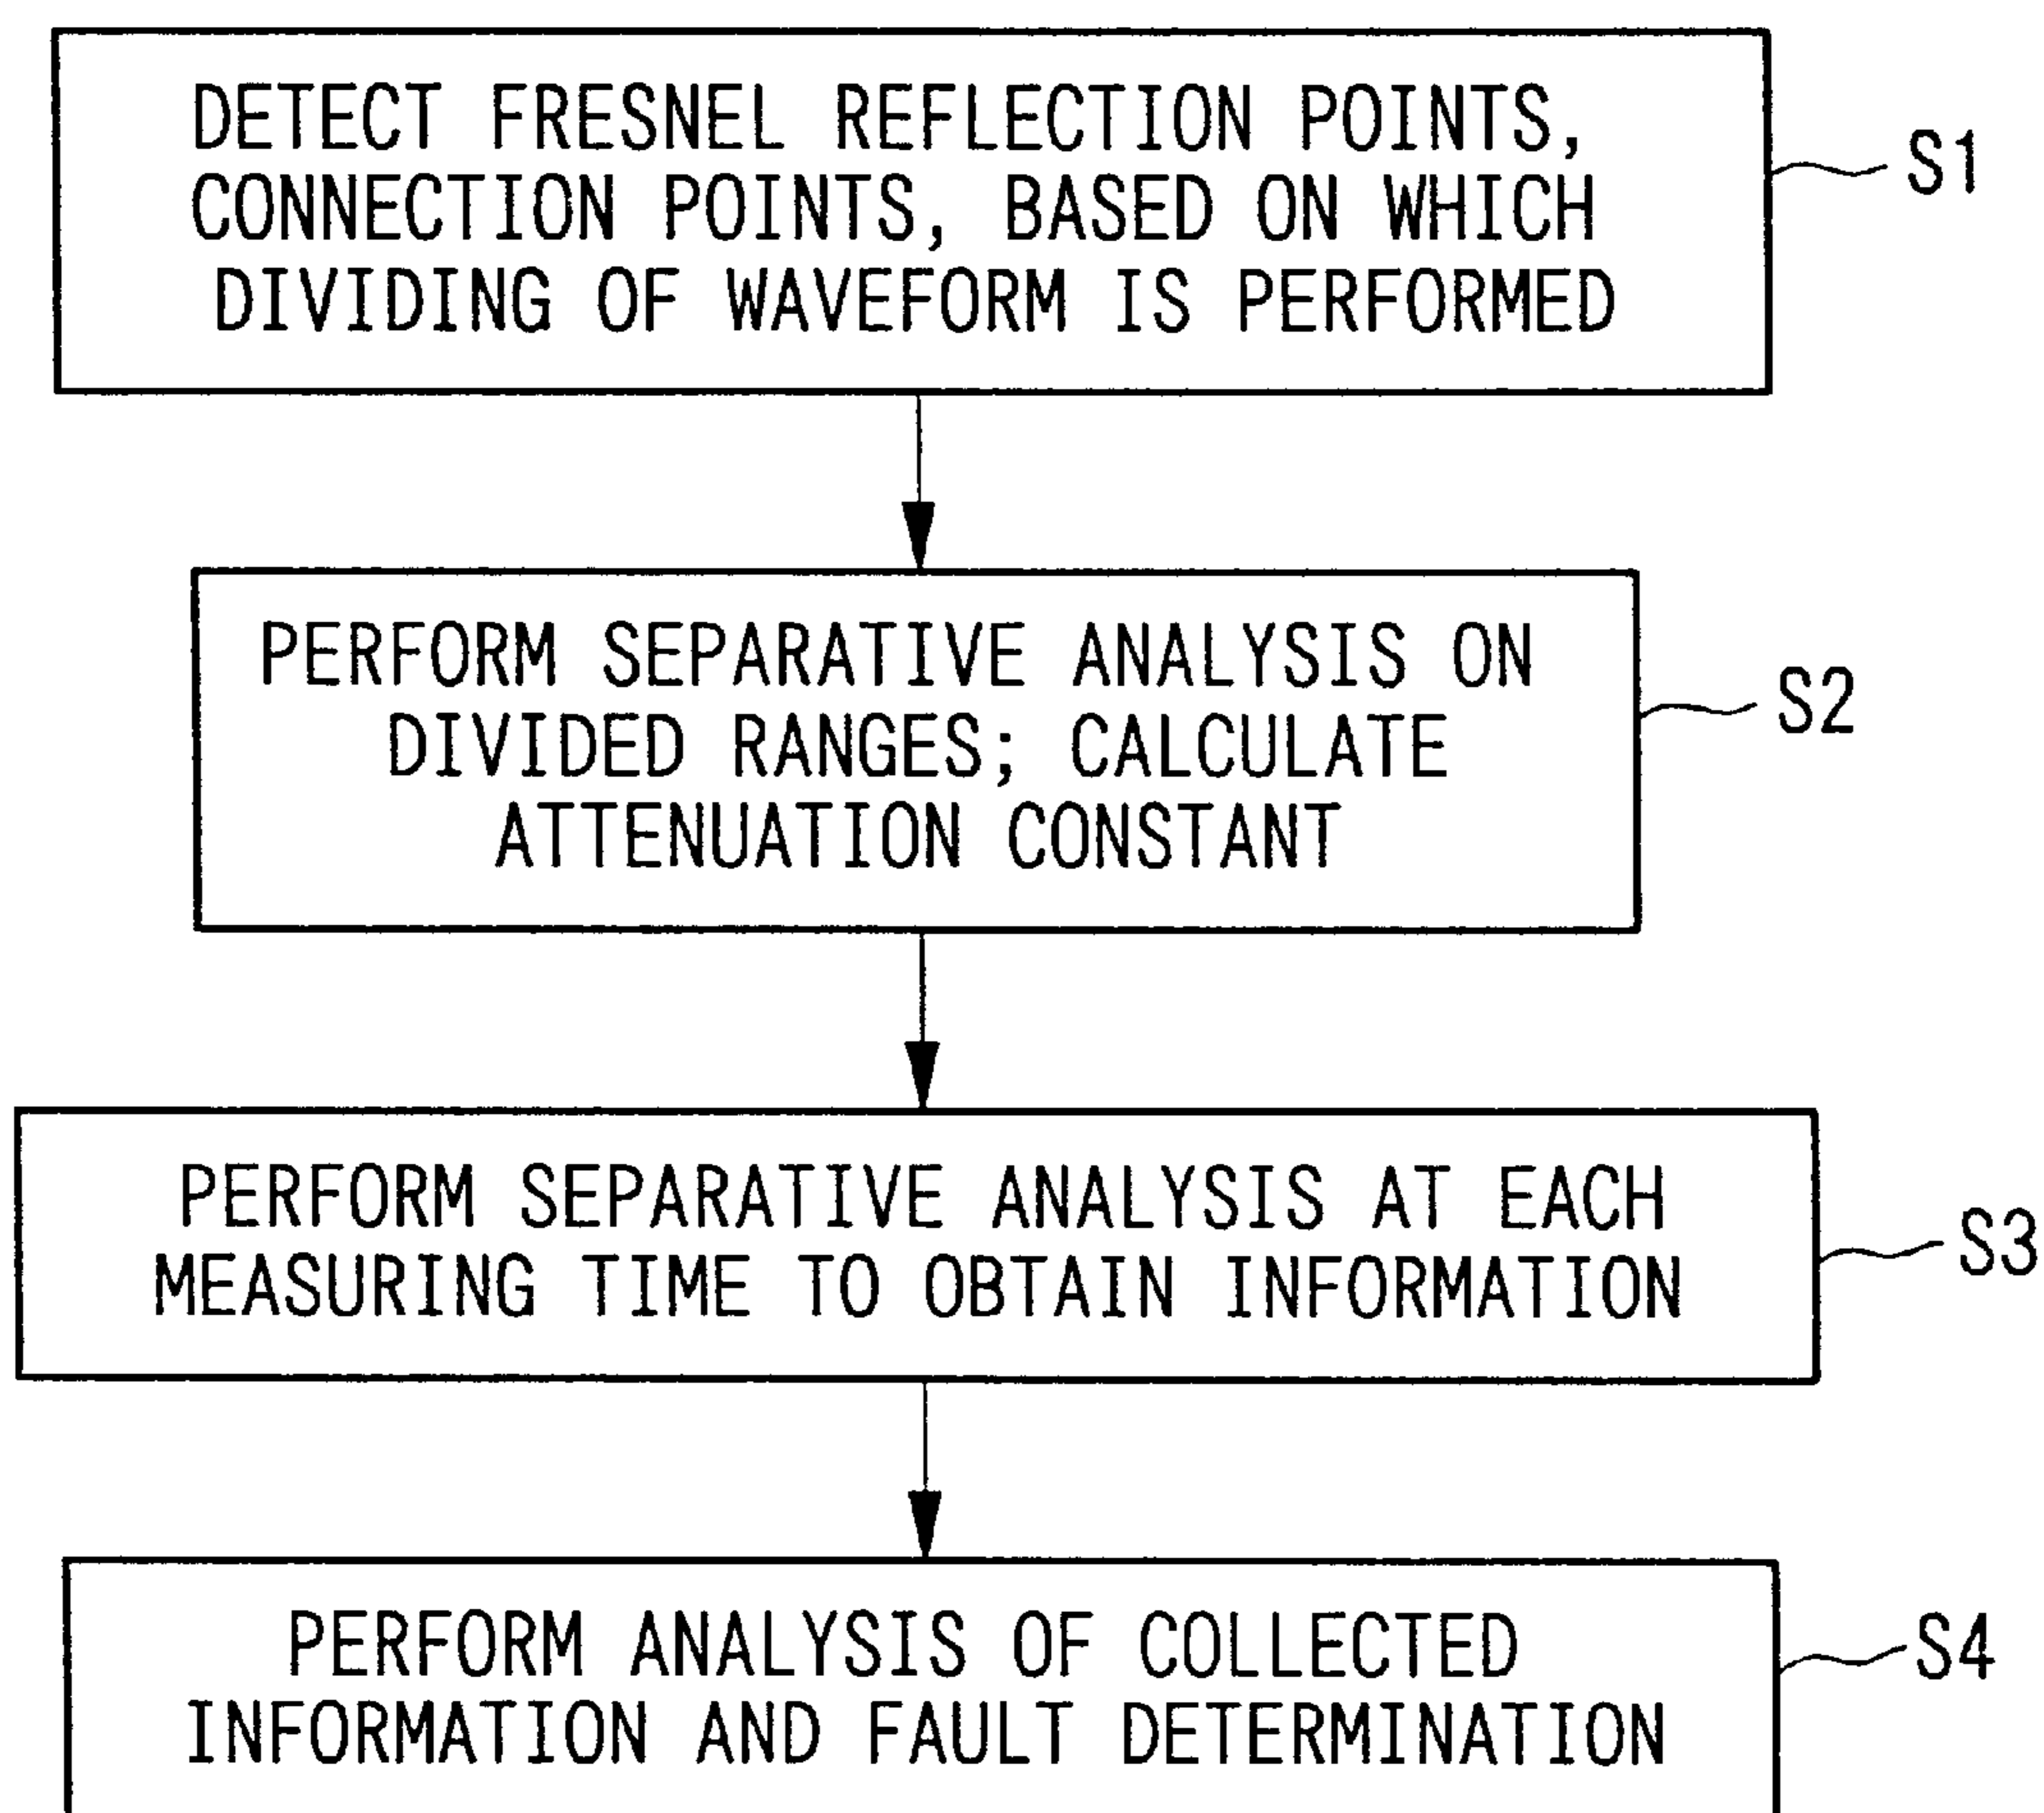 DETECT FRESNEL REFLECTION POINTS,
CONNECTION POINTS, BASED ON WHICH
DIVIDING OF WAVEFORM IS PERFORMED
S1
PERFORM SEPARATIVE ANALYSIS ON
DIVIDED RANGES; CALCULATE
ATTENUATION CONSTANT
S2
PERFORM SEPARATIVE ANALYSIS AT EACH
MEASURING TIME TO OBTAIN INFORMATION
S3
PERFORM ANALYSIS OF COLLECTED
INFORMATION AND FAULT DETERMINATION
S4